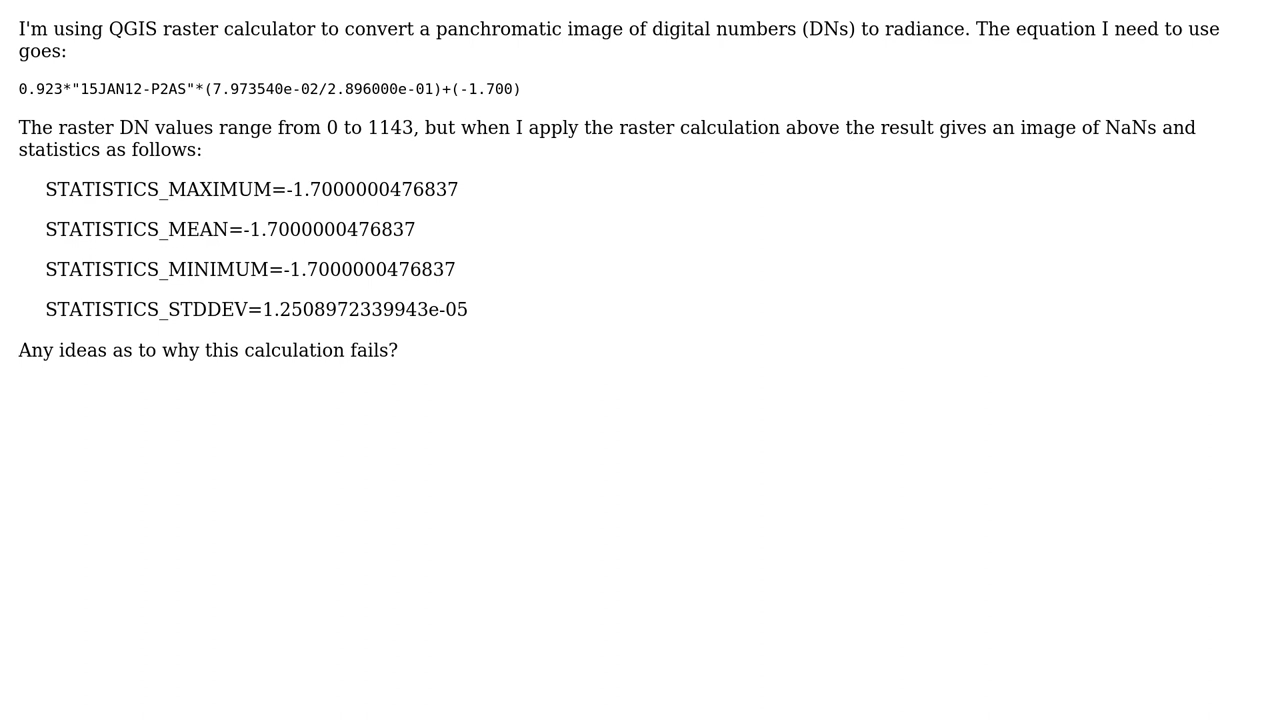 I'm using QGIS raster calculator to convert a panchromatic image of digital numbers (DNs) to radiance. The equation I need to use
goes:
0.923*"15JAN12-P2AS"*(7.973540e-02/2.896000e-01)+(-1.700)
The raster DN values range from 0 to 1143, but when I apply the raster calculation above the result gives an image of NaNs and
statistics as follows:
STATISTICS_MAXIMUM=-1.7000000476837
STATISTICS_MEAN=-1.7000000476837
STATISTICS_MINIMUM=-1.7000000476837
STATISTICS_STDDEV=1.2508972339943e-05
Any ideas as to why this calculation fails?